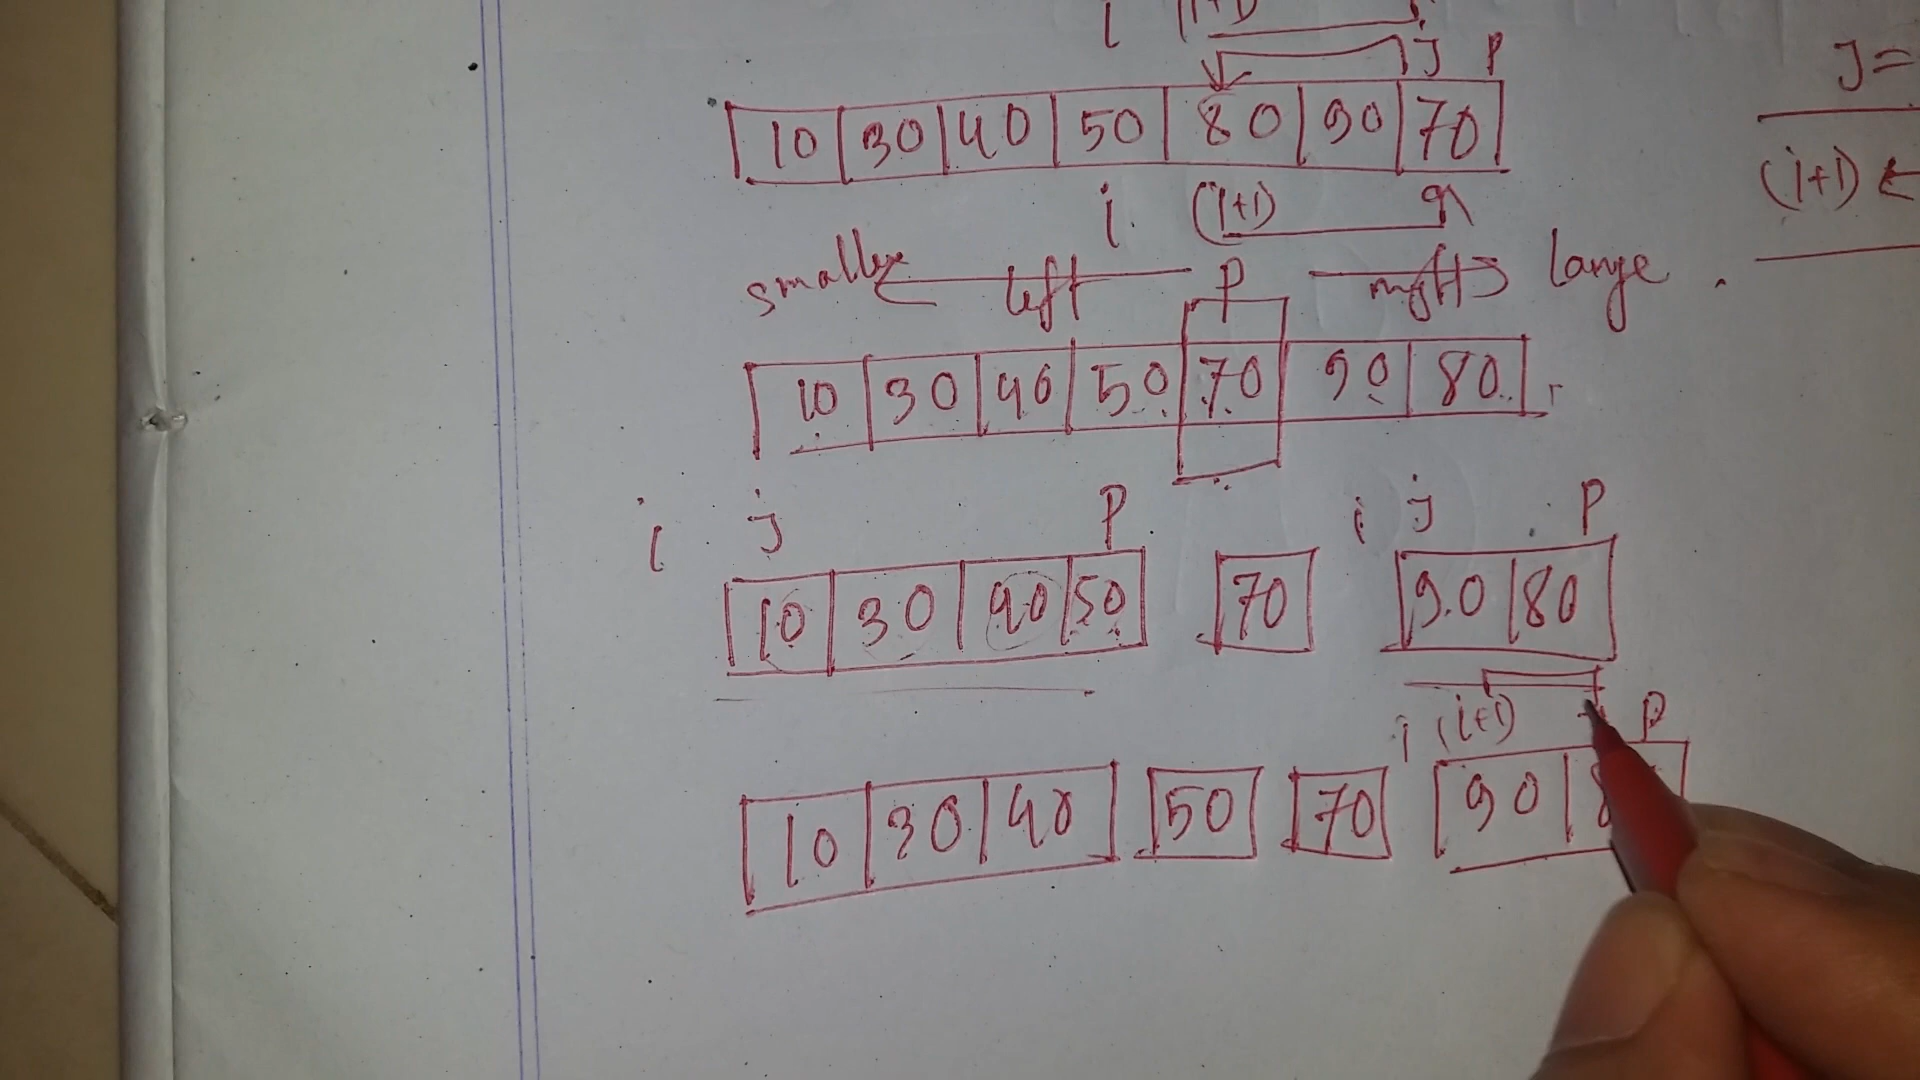 i (i+1) j
j P J=
10 30 40 50 80 90 70
i (i+1) (i+1)
smaller left P right large
10 30 40 50 70 90 80
i j P i j P
10 30 40 50 70 90 80
i (i+1) P
10 30 40 50 70 90 8